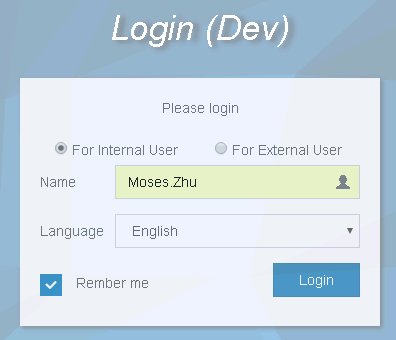 Login (Dev)
Please login
For Internal User For External User
Name Moses.Zhu
Language English
Rember me Login